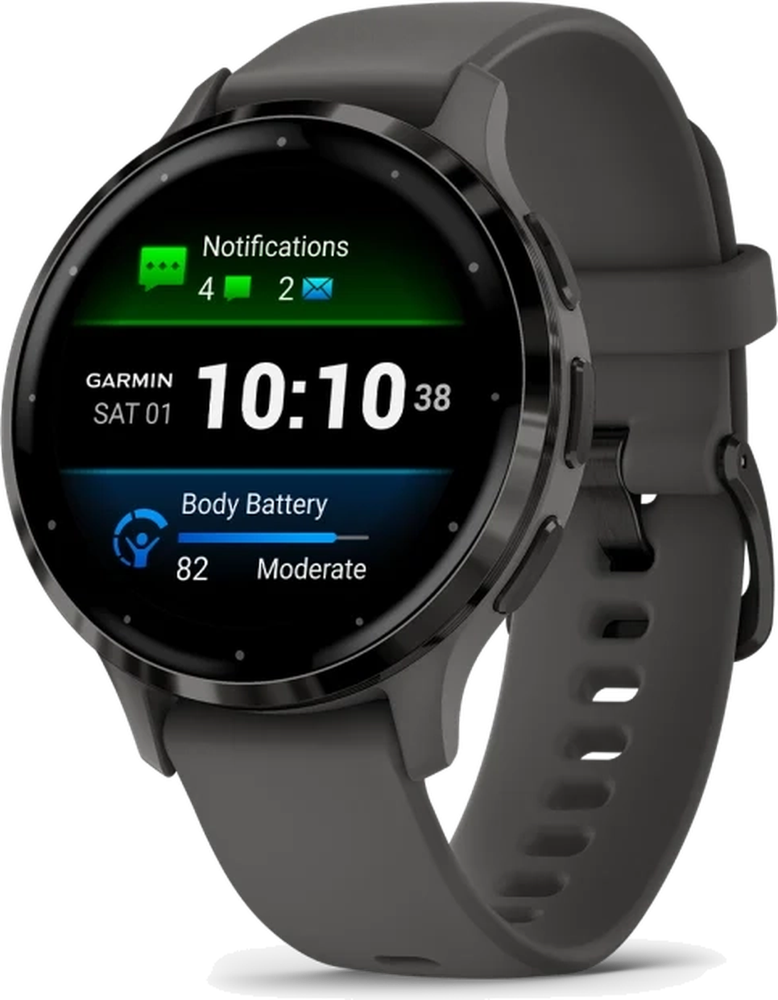 Notifications
4 2
GARMIN
SAT 01
10:10 38
Body Battery
82 Moderate